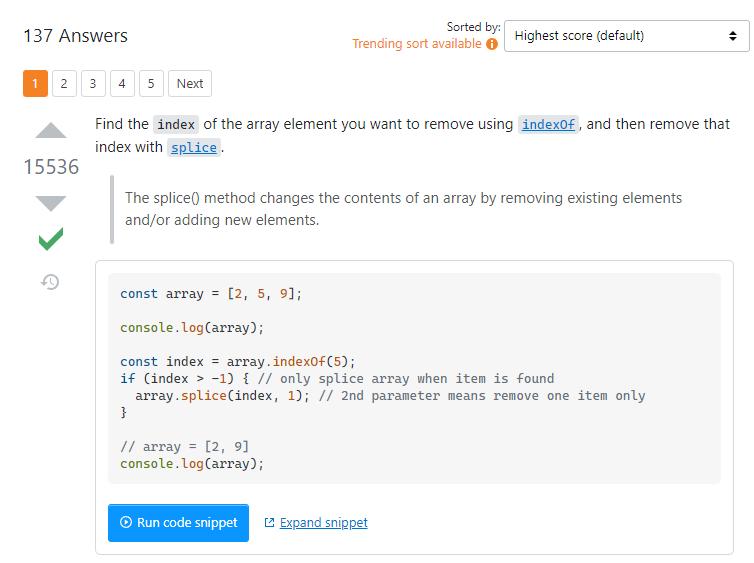 137 Answers
Sorted by:
Trending sort available
Highest score (default)
1 2 3 4 5 Next
Find the index of the array element you want to remove using indexOf, and then remove that
index with splice.
15536
The splice() method changes the contents of an array by removing existing elements
and/or adding new elements.
const array = [2, 5, 9];
console.log(array);
const index = array.indexOf(5);
if (index > -1) { // only splice array when item is found
  array.splice(index, 1); // 2nd parameter means remove one item only
}
// array = [2, 9]
console.log(array);
Run code snippet
Expand snippet